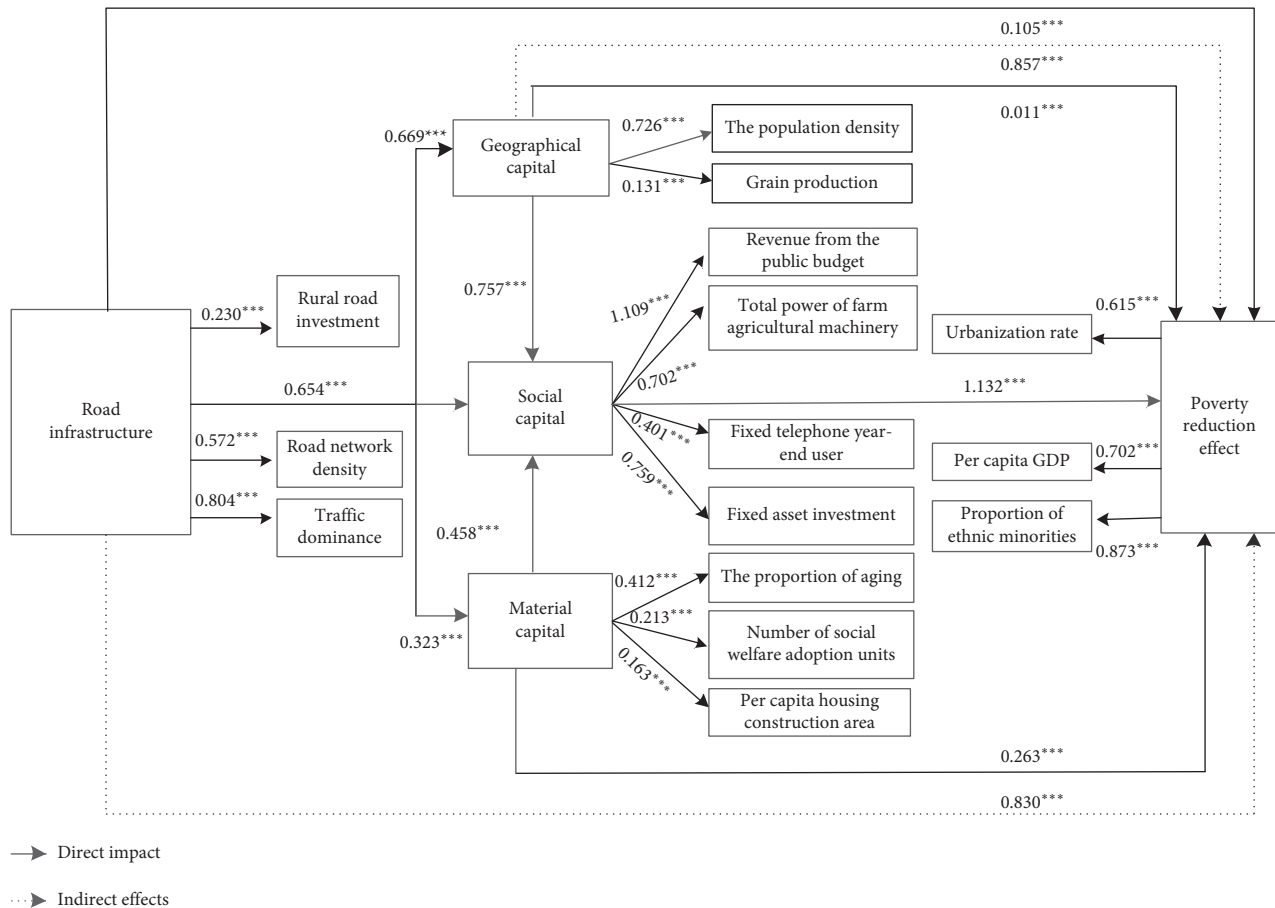 0.105***
0.857***
0.011***
0.669***
Geographical
capital
0.726***
The population density
0.131***
Grain production
0.757***
Revenue from the
public budget
1.109***
Total power of farm
agricultural machinery
0.702***
0.230***
Rural road
investment
0.615***
Urbanization rate
Road
infrastructure
0.654***
Social
capital
1.132***
Poverty
reduction
effect
0.401***
Fixed telephone year-
end user
0.572***
Road network
density
0.702***
Per capita GDP
0.759***
Fixed asset investment
0.804***
Traffic
dominance
Proportion of
ethnic minorities
0.873***
0.458***
0.412***
The proportion of aging
0.323***
Material
capital
0.213***
Number of social
welfare adoption units
0.163***
Per capita housing
construction area
0.263***
0.830***
Direct impact
Indirect effects